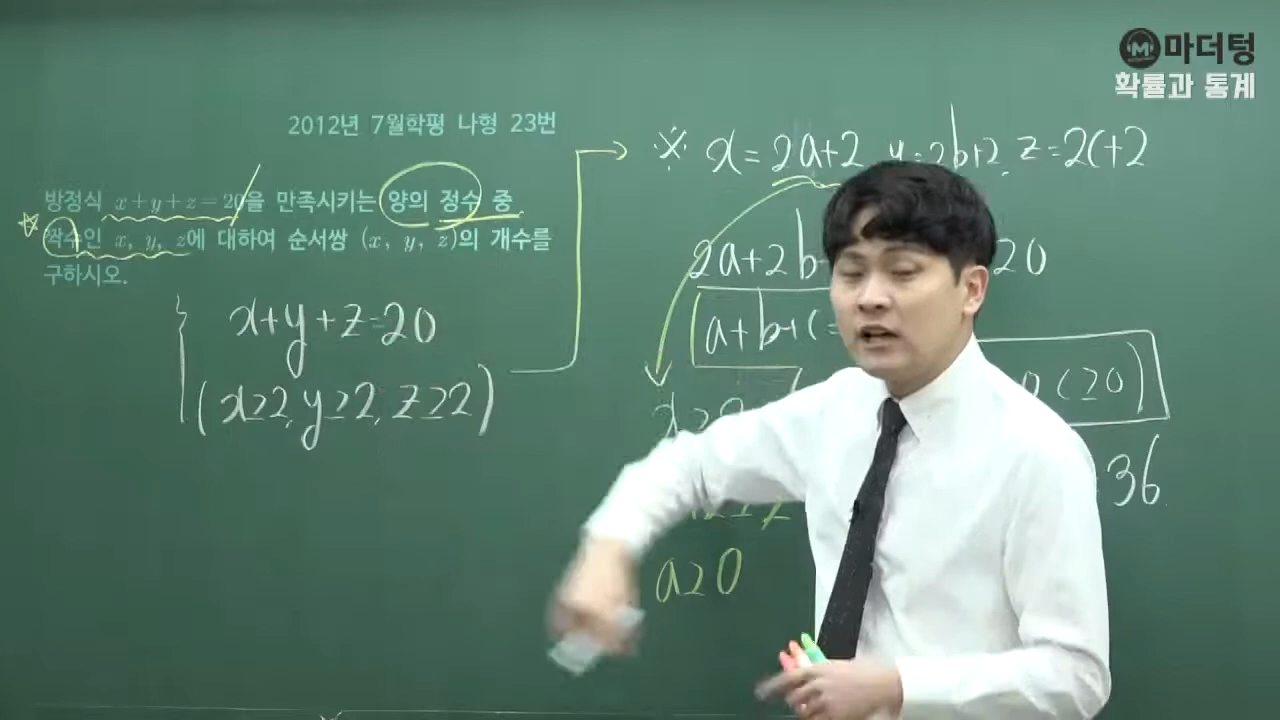 마더텅
확률과 통계
2012년 7월학평 나형 23번
방정식 x+y+z=20을 만족시키는 양의 정수 중
짝수인 x, y, z에 대하여 순서쌍 (x, y, z)의 개수를
구하시오.
x+y+z=20
(x≥2, y≥2, z≥2)
※ x=2a+2, y=2b+2, z=2c+2
2a+2b 20
a+b+c=
x≥ (≥0)
36
a≥0